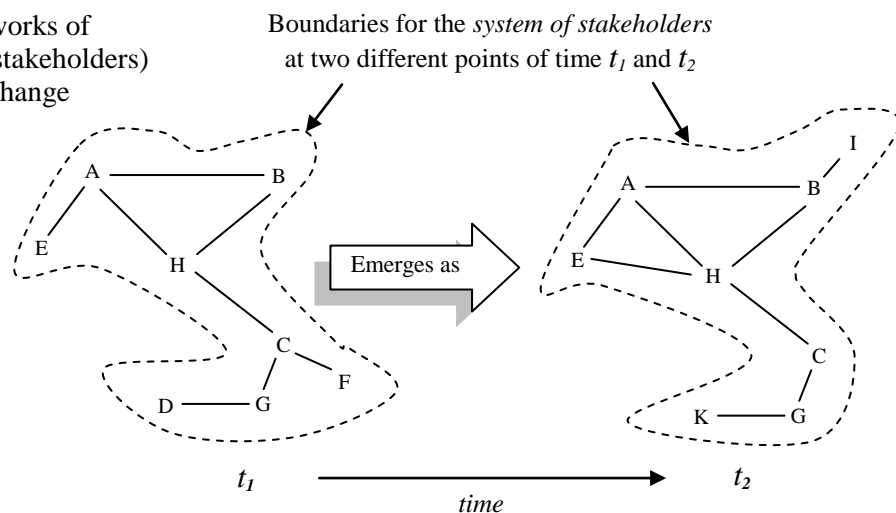 works of
stakeholders)
change
Boundaries for the system of stakeholders
at two different points of time t1 and t2
A
B
E
H
C
F
D
G
Emerges as
I
A
B
E
H
C
K
G
t1
t2
time